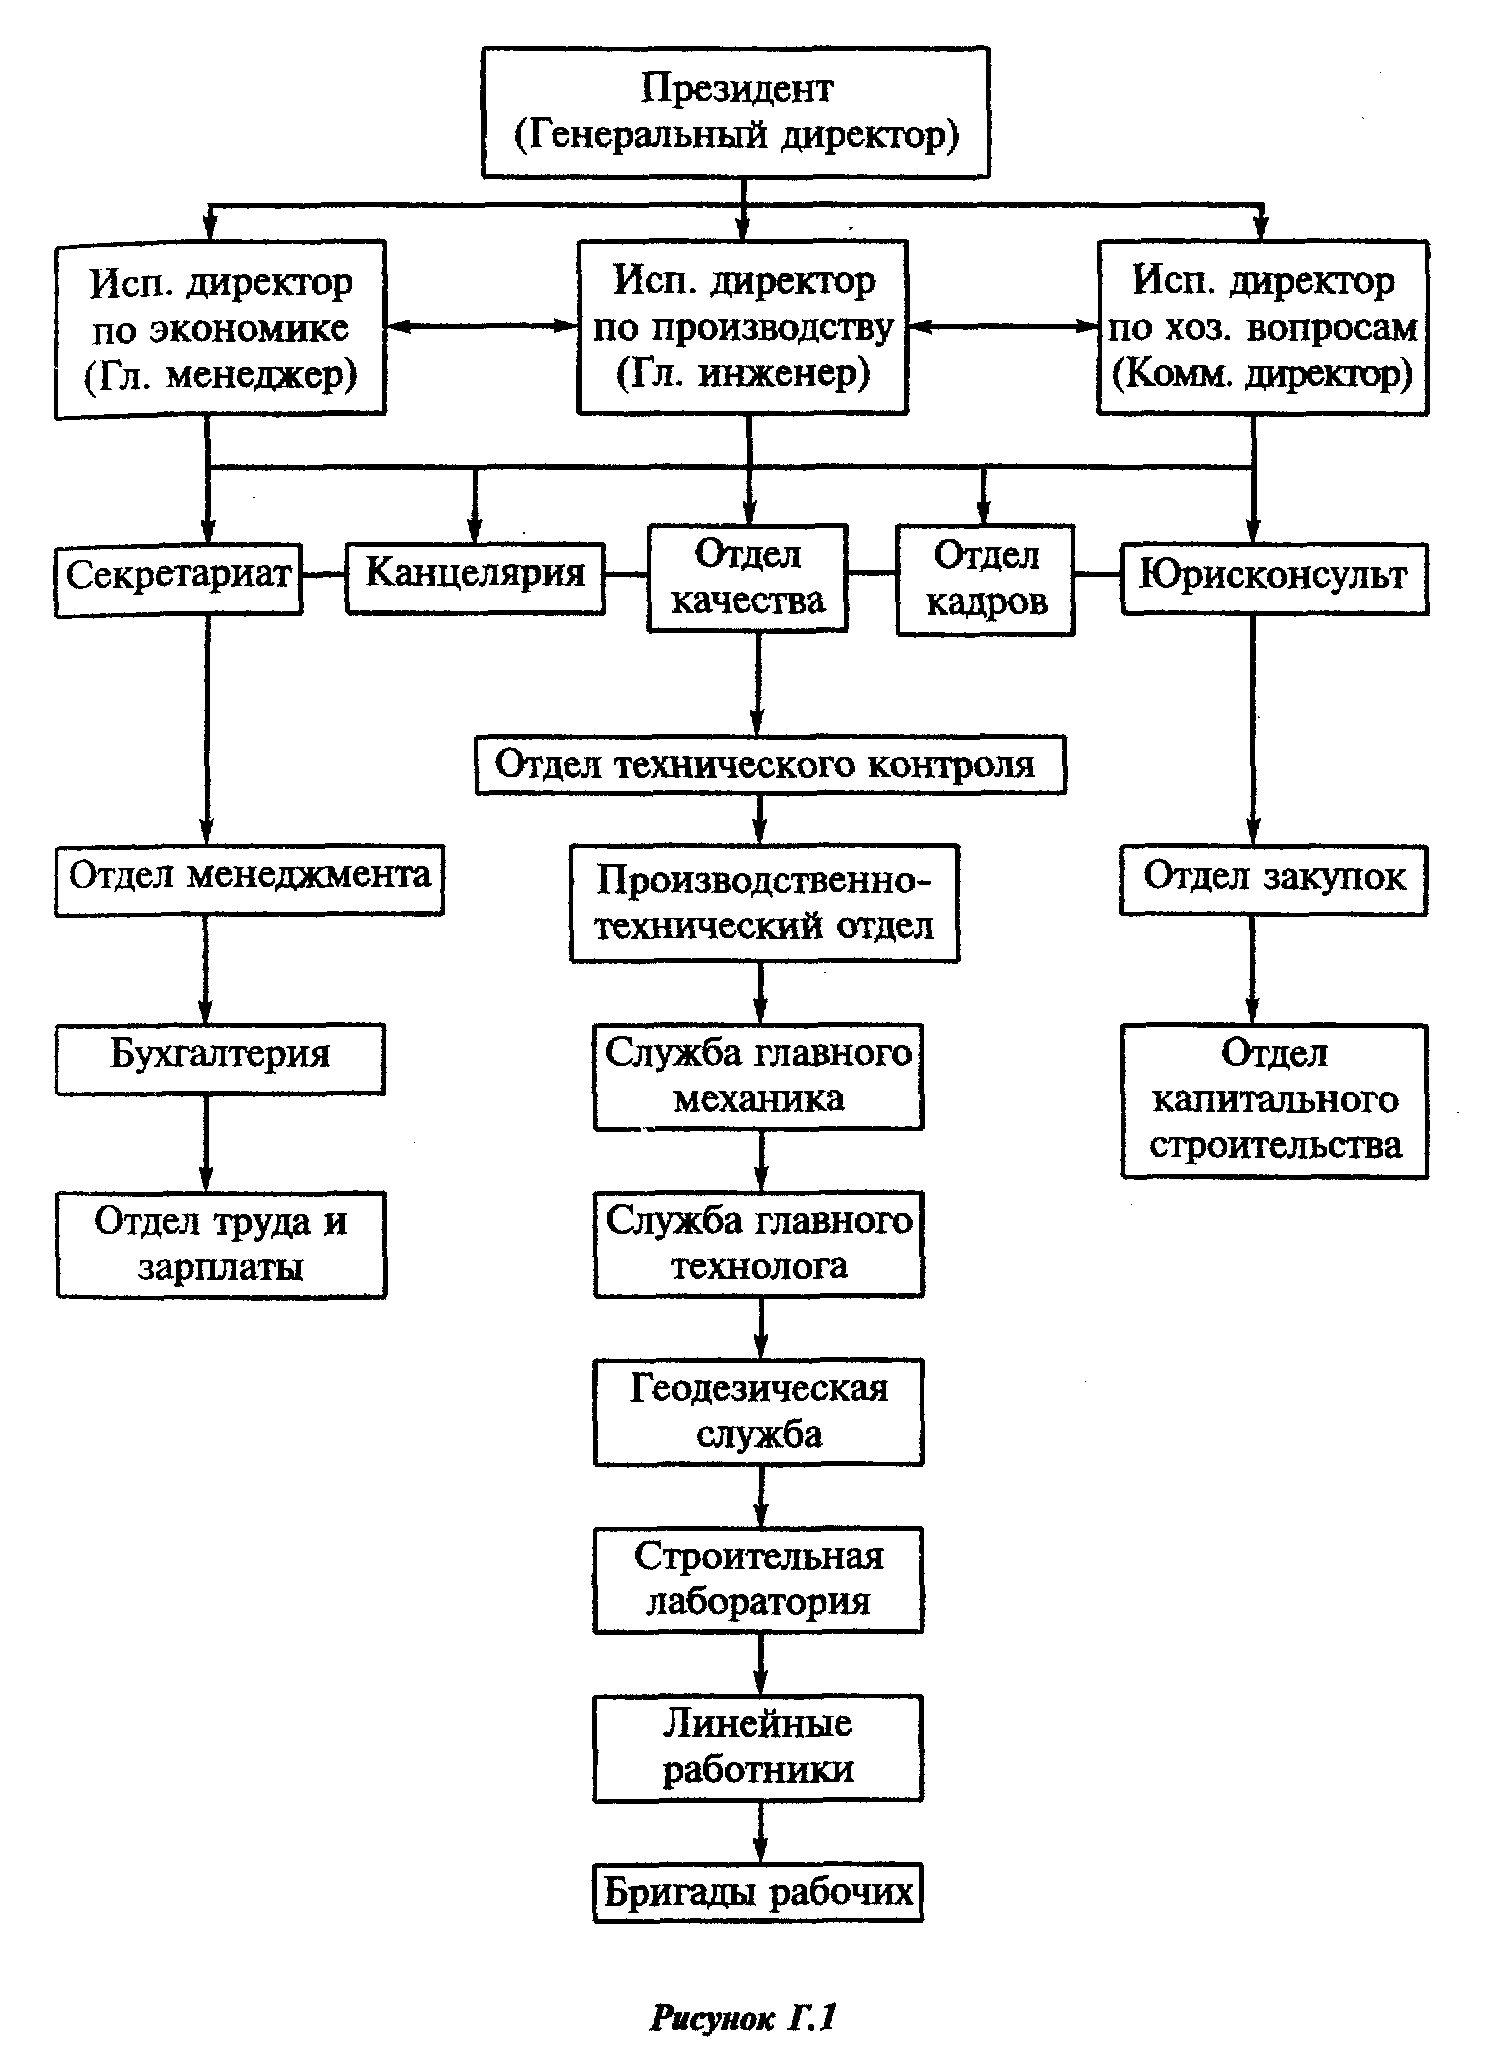 Президент
(Генеральный директор)
Исп. директор
по экономике
(Гл. менеджер)
Исп. директор
по производству
(Гл. инженер)
Исп. директор
по хоз. вопросам
(Комм. директор)
Секретариат
Канцелярия
Отдел
качества
Отдел
кадров
Юрисконсульт
Отдел технического контроля
Отдел менеджмента
Производственно-
технический отдел
Отдел закупок
Бухгалтерия
Служба главного
механика
Отдел
капитального
строительства
Отдел труда и
зарплаты
Служба главного
технолога
Геодезическая
служба
Строительная
лаборатория
Линейные
работники
Бригады рабочих
Рисунок Г.1